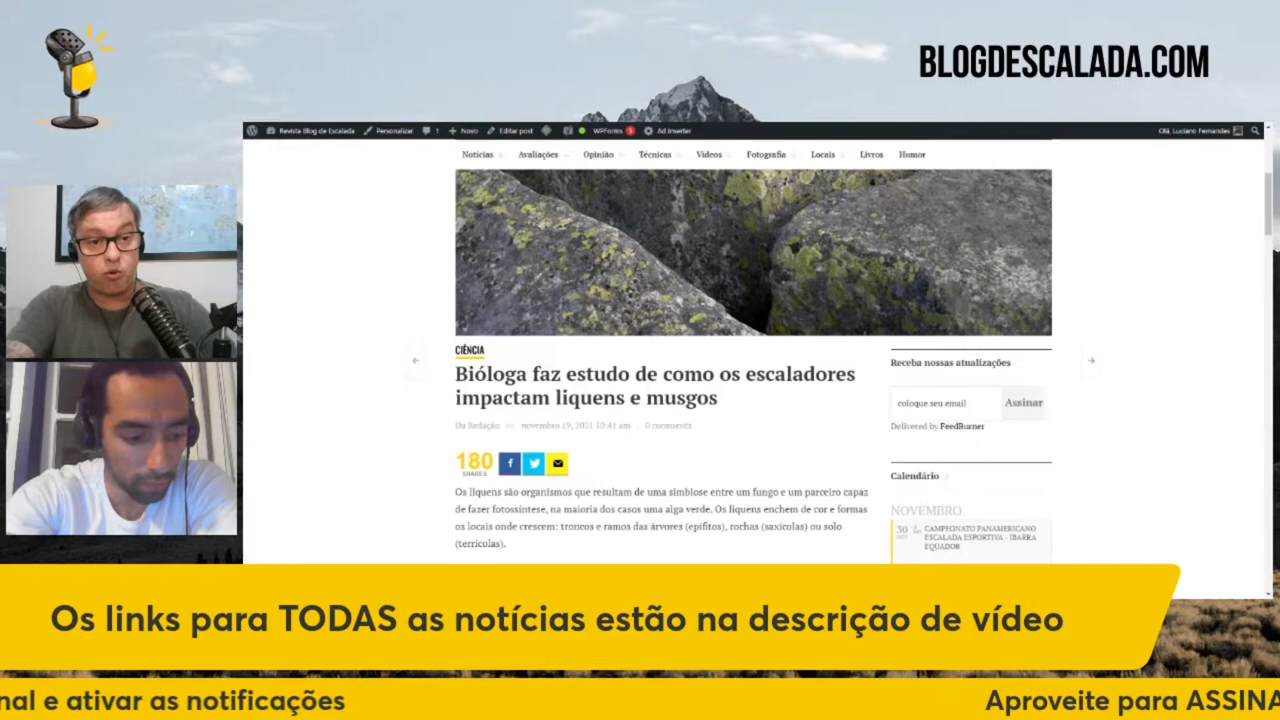 BLOGDESCALADA.COM
Revista Blog de Escalada Personalizar 1 Novo Editar post WPForms 5 Ad Inserter Olá, Luciano Fernandes
Notícias Avaliações Opinião Técnicas Vídeos Fotografia Locais Livros Humor
CIÊNCIA
Bióloga faz estudo de como os escaladores
impactam liquens e musgos
Da Redação novembro 19, 2021 10:41 am 0 comments
180
SHARES
Os liquens são organismos que resultam de uma simbiose entre um fungo e um parceiro capaz
de fazer fotossíntese, na maioria dos casos uma alga verde. Os liquens enchem de cor e formas
os locais onde crescem: troncos e ramos das árvores (epífitos), rochas (saxícolas) ou solo
(terrícolas).
Receba nossas atualizações
coloque seu email Assinar
Delivered by FeedBurner
Calendário
NOVEMBRO
30 CAMPEONATO PANAMERICANO
ESCALADA ESPORTIVA - IBARRA
EQUADOR
Os links para TODAS as notícias estão na descrição de vídeo
nal e ativar as notificações Aproveite para ASSINA